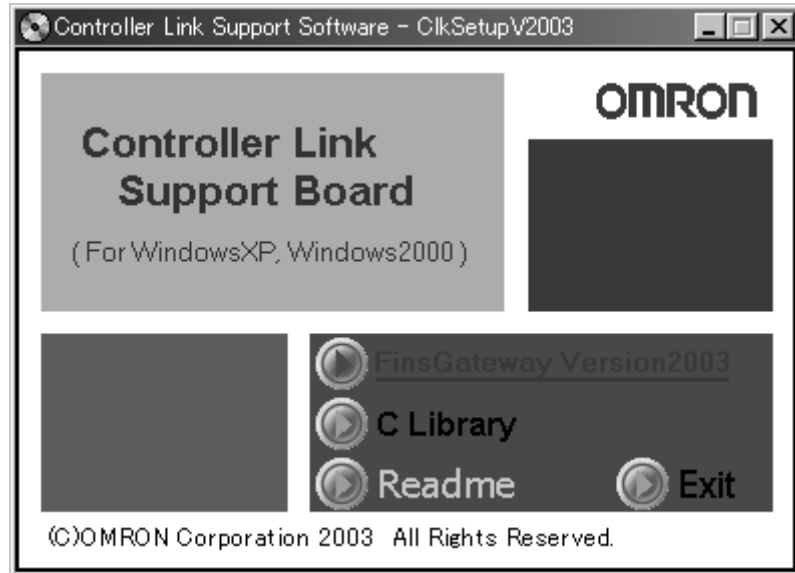 Controller Link Support Software - ClkSetupV2003
OMRON
Controller Link
Support Board
(For WindowsXP, Windows2000)
FinsGateway Version2003
C Library
Readme
Exit
(C)OMRON Corporation 2003 All Rights Reserved.